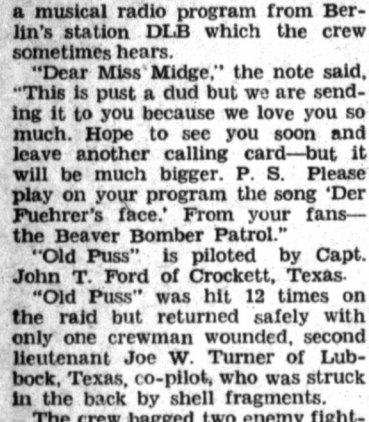 a musical radio program from Ber-
lin's station DLB which the crew
sometimes hears.
"Dear Miss Midge," the note said,
"This is pust a dud but we are send-
ing it to you because we love you so
much. Hope to see you soon and
leave another calling card—but it
will be much bigger. P. S. Please
play on your program the song 'Der
Fuehrer's face.' From your fans—
the Beaver Bomber Patrol."
"Old Puss" is piloted by Capt.
John T. Ford of Crockett, Texas.
"Old Puss" was hit 12 times on
the raid but returned safely with
only one crewman wounded, second
lieutenant Joe W. Turner of Lub-
bock, Texas, co-pilot, who was struck
in the back by shell fragments.
The crew bagged two enemy fight-